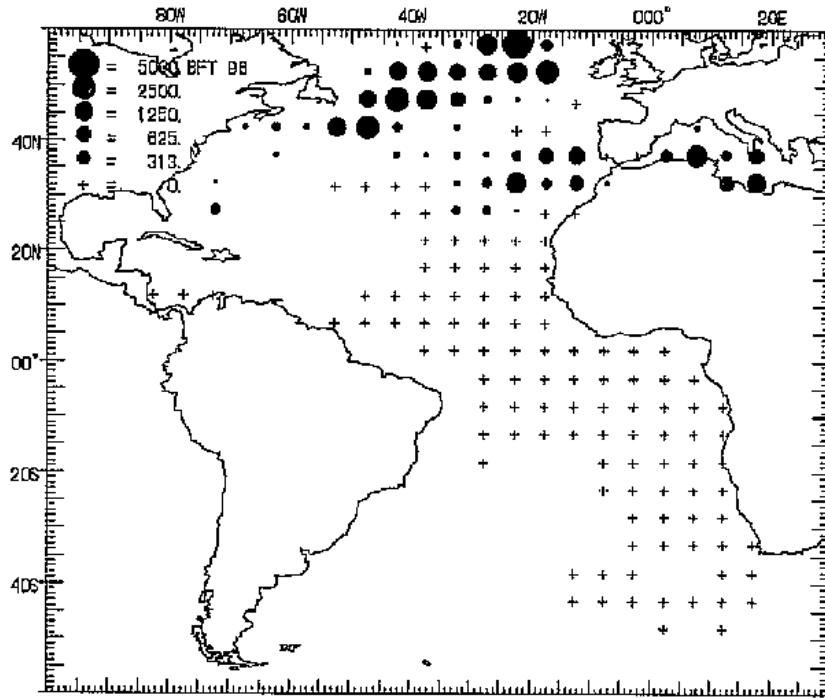 80W 60W 40W 20W 000° 20E
= 5000. BFT 98
= 2500.
= 1250.
40N
= 625.
= 313.
+ = 0.
20N
00°
20S
40S